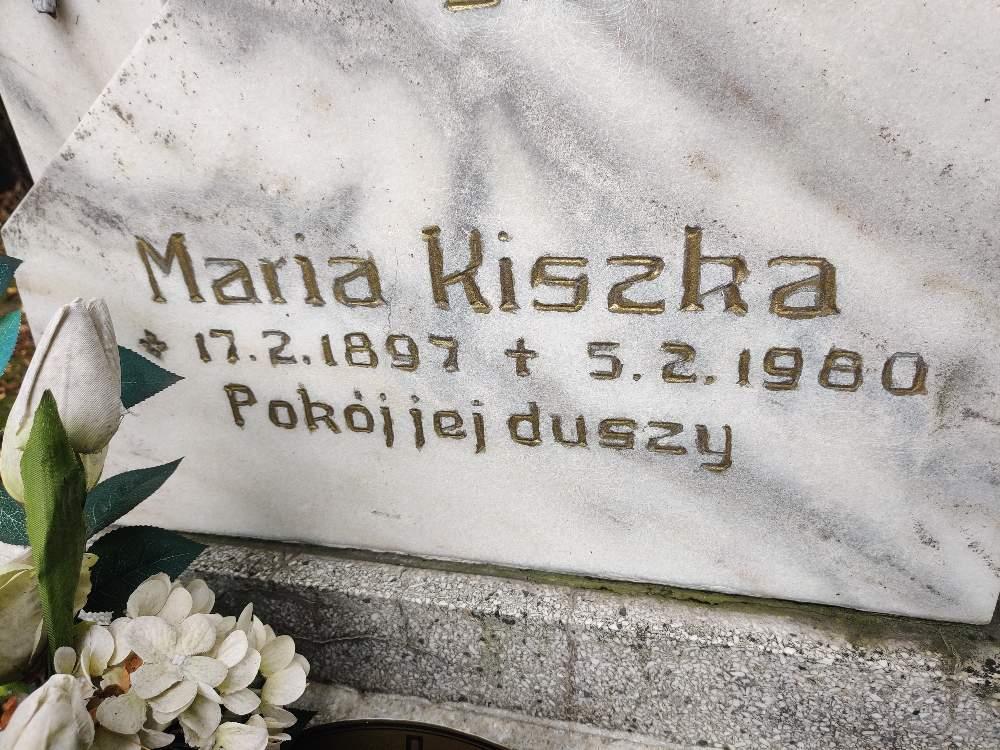 Maria Kiszka
* 17.2.1897 † 5.2.1980
Pokój jej duszy